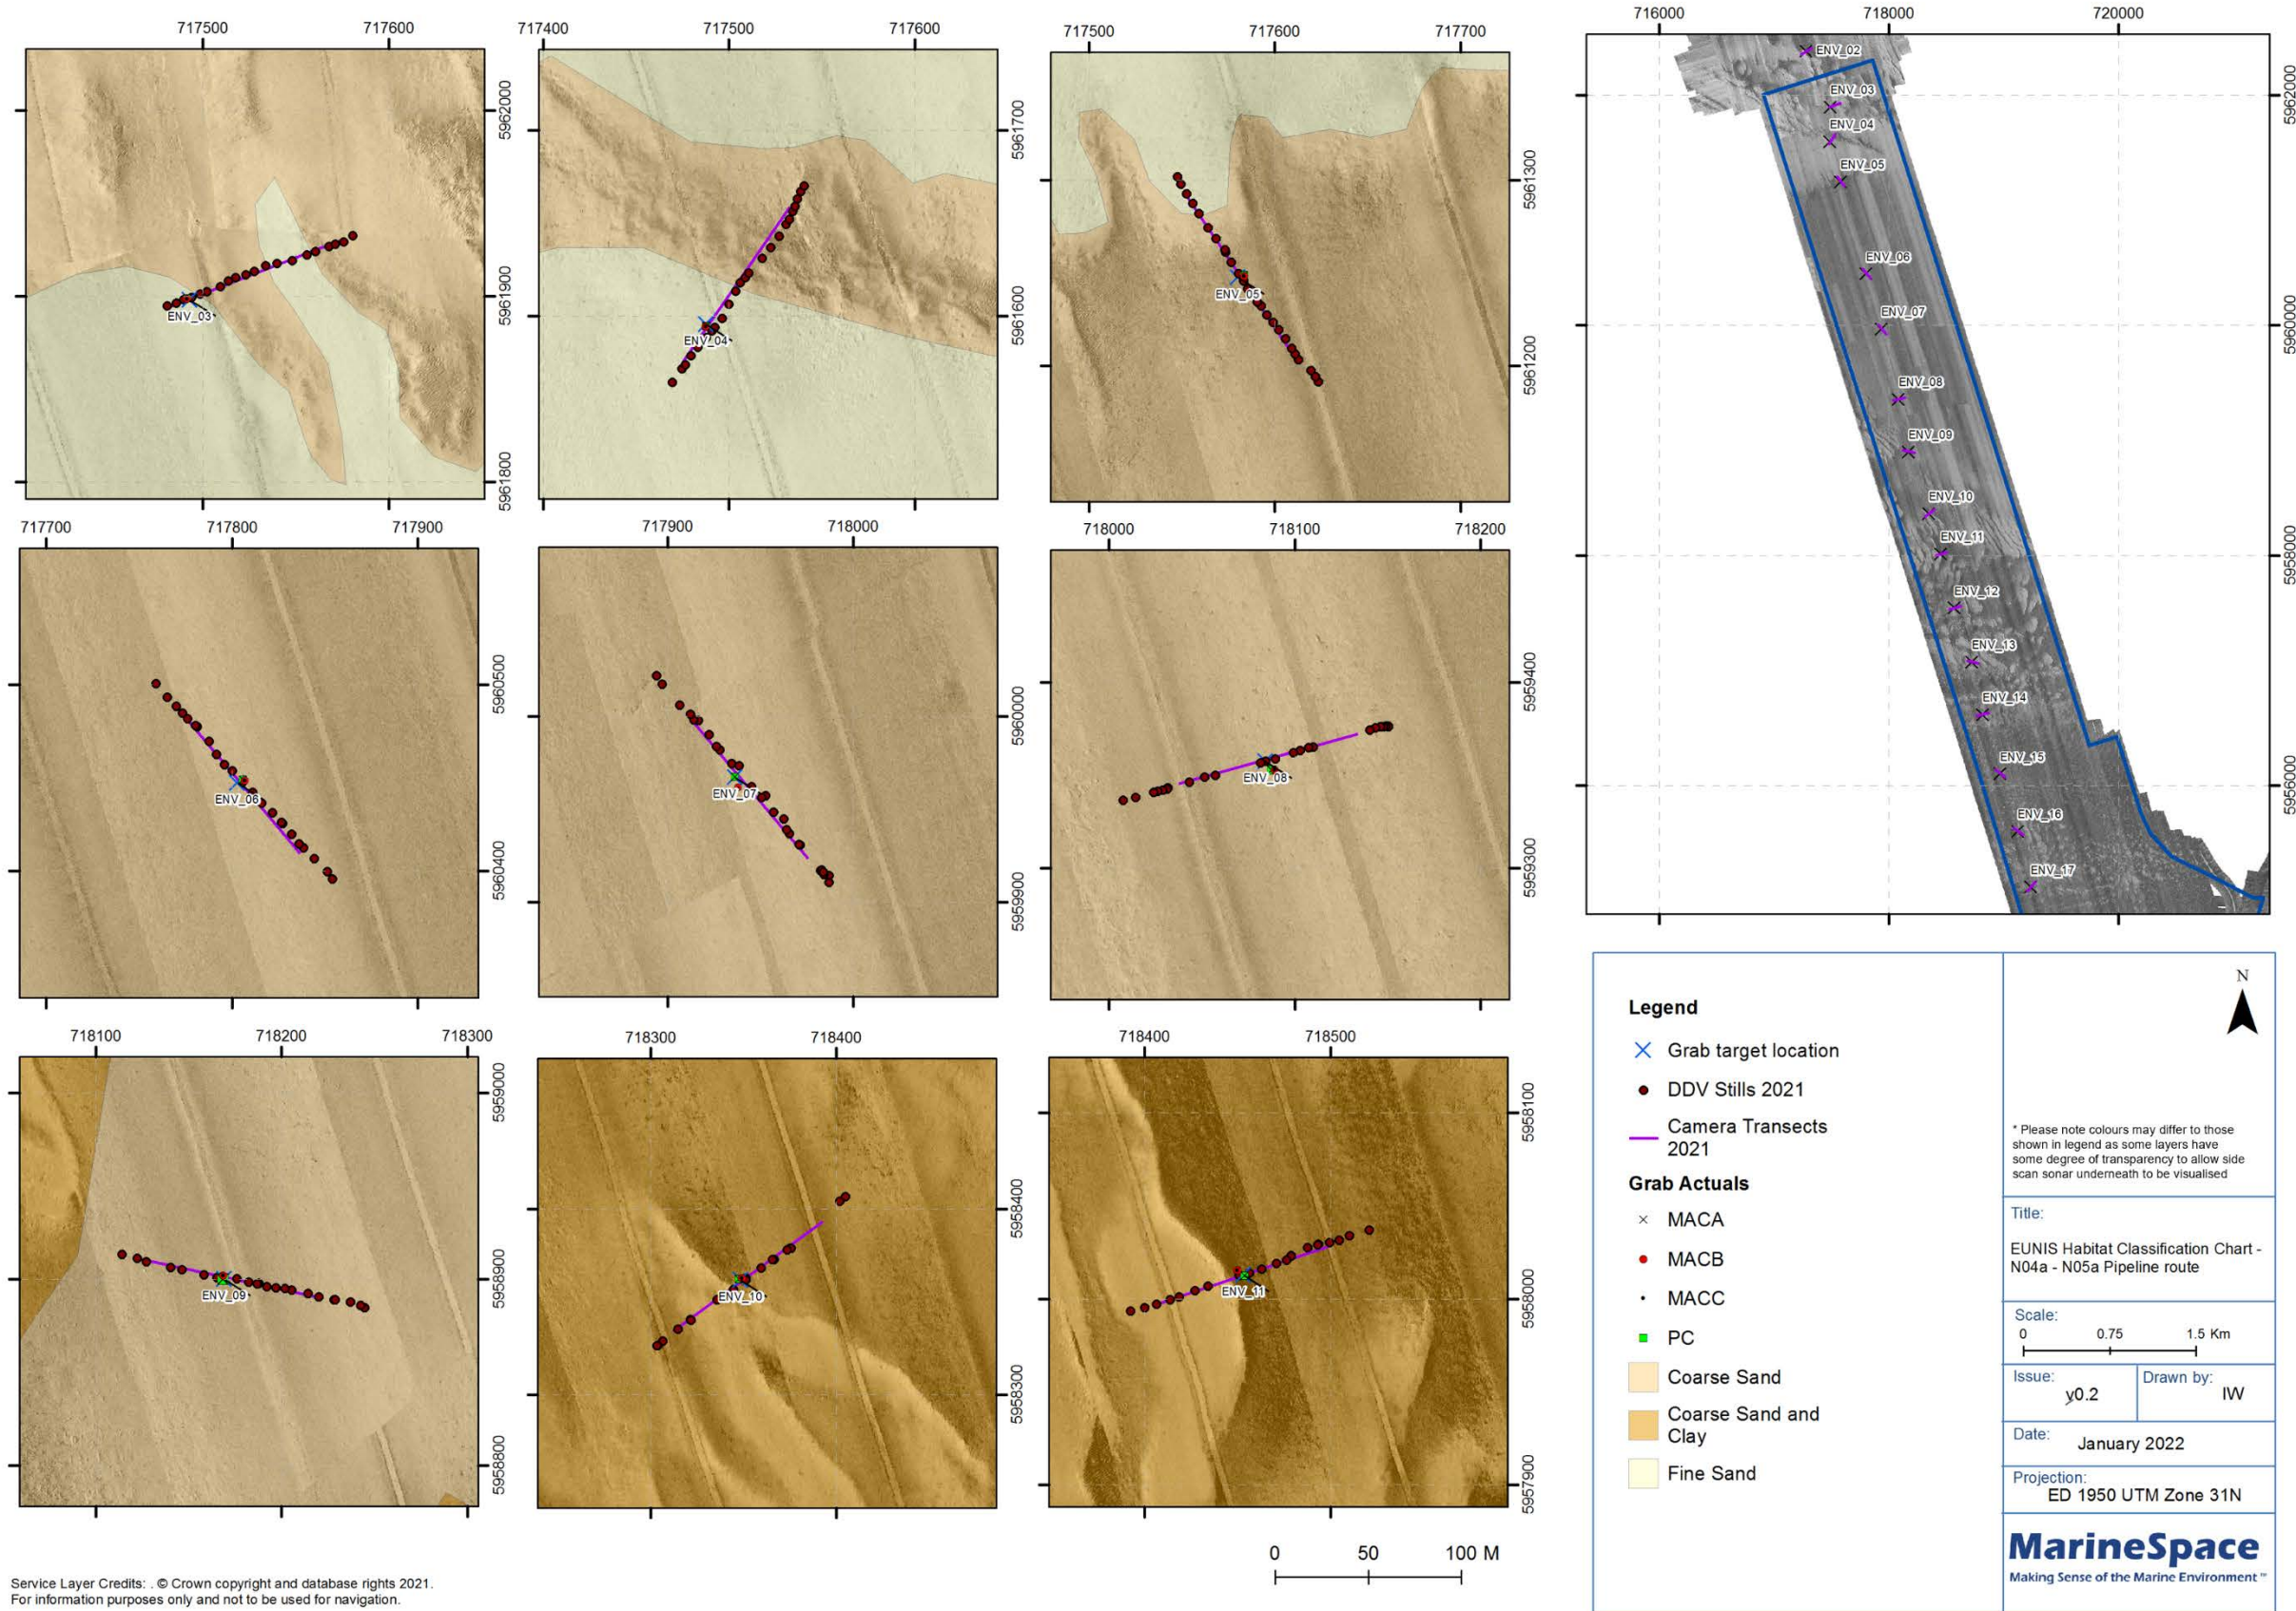 717500 717600
5962000
5961900
5961800
ENV_03
717400 717500 717600
5961700
5961600
ENV_04
717500 717600 717700
5961300
5961200
ENV_05
716000 718000 720000
5962000
5960000
5958000
5956000
ENV_02
ENV_03
ENV_04
ENV_05
ENV_06
ENV_07
ENV_08
ENV_09
ENV_10
ENV_11
ENV_12
ENV_13
ENV_14
ENV_15
ENV_16
ENV_17
717700 717800 717900
5960500
5960400
ENV_06
717900 718000
5960000
5959900
ENV_07
718000 718100 718200
5959400
5959300
ENV_08
718100 718200 718300
5959000
5958900
5958800
ENV_09
718300 718400
5958400
5958300
ENV_10
718400 718500
5958100
5958000
5957900
ENV_11
0 50 100 M
Service Layer Credits: . © Crown copyright and database rights 2021.
For information purposes only and not to be used for navigation.
Legend
Grab target location
DDV Stills 2021
Camera Transects
2021
Grab Actuals
MACA
MACB
MACC
PC
Coarse Sand
Coarse Sand and
Clay
Fine Sand
N
* Please note colours may differ to those
shown in legend as some layers have
some degree of transparency to allow side
scan sonar underneath to be visualised
Title:
EUNIS Habitat Classification Chart -
N04a - N05a Pipeline route
Scale:
0 0.75 1.5 Km
Issue:
v0.2
Drawn by:
IW
Date:
January 2022
Projection:
ED 1950 UTM Zone 31N
MarineSpace
Making Sense of the Marine Environment ™